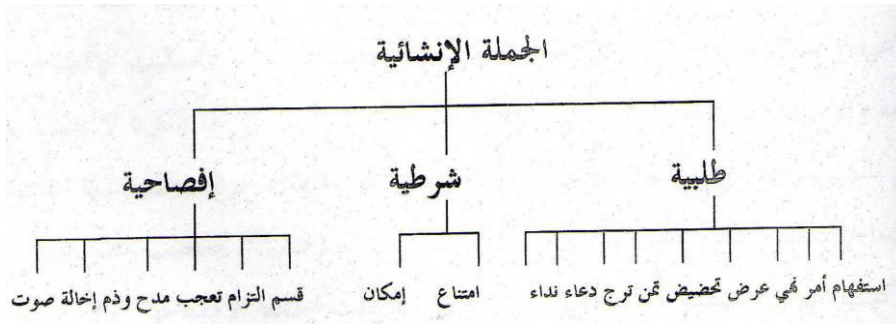 الجملة الإنشائية
طلبية شرطية إفصاحية
استفهام أمر نهي عرض تحضيض تمن ترج دعاء نداء امتناع إمكان قسم التزام تعجب مدح وذم إخالة صوت